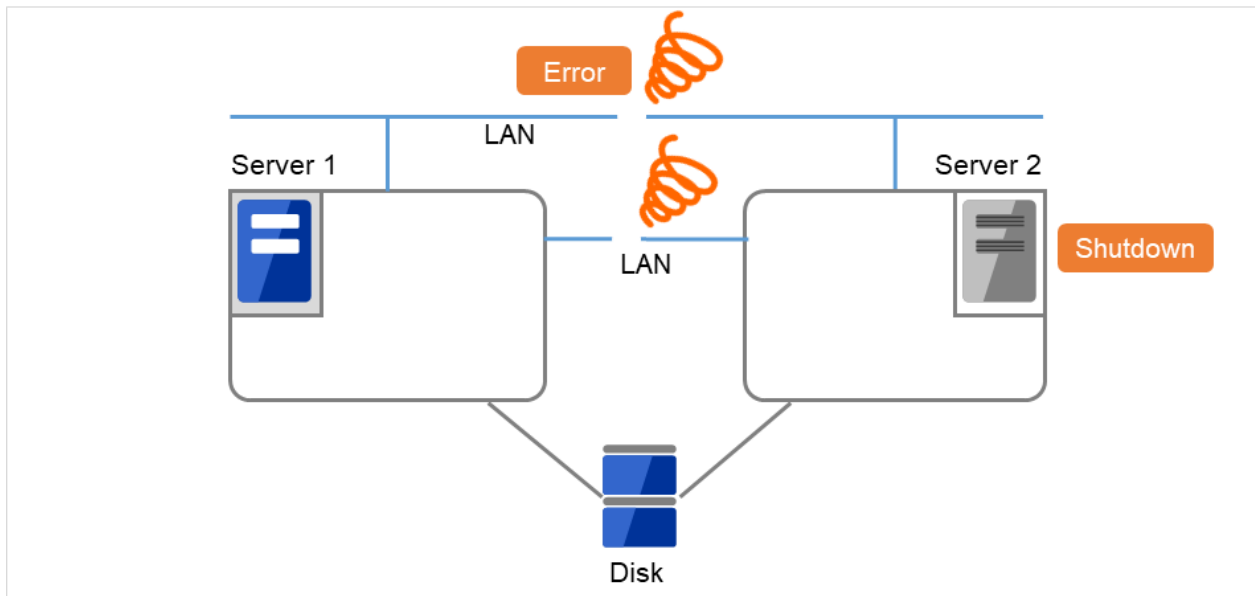 Error
LAN
Server 1
Server 2
Shutdown
LAN
Disk